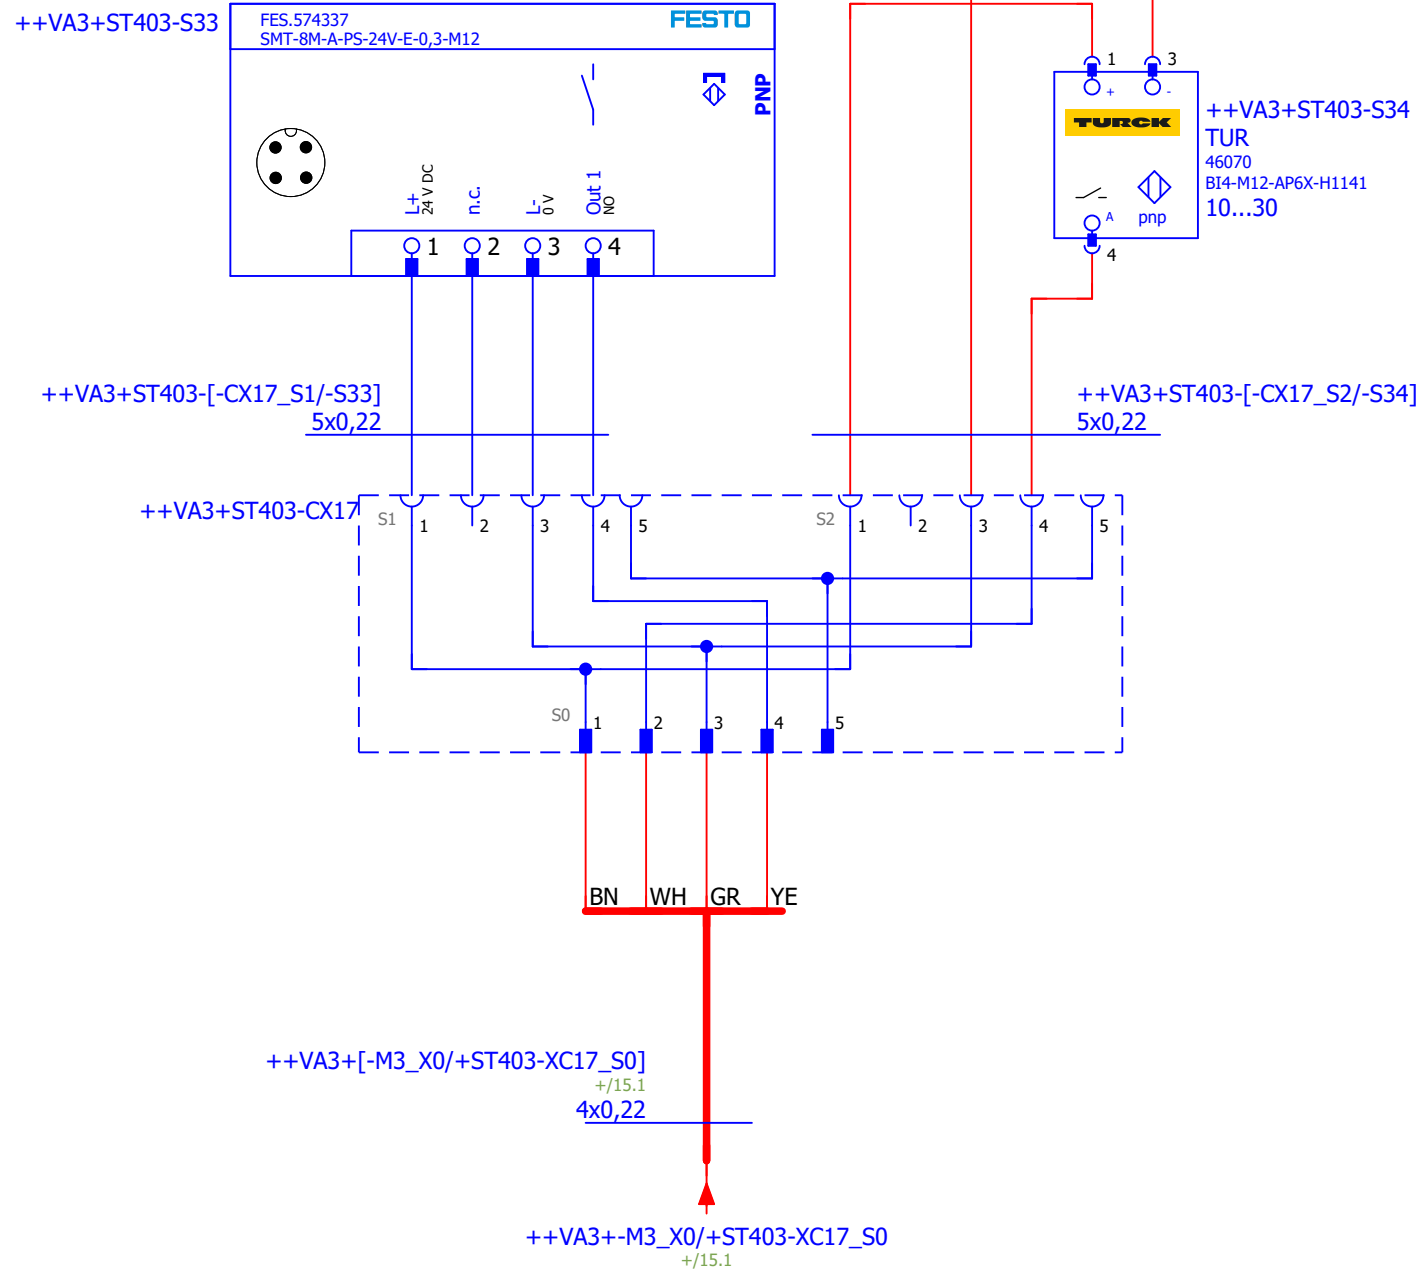 ++VA3+ST403-S33
FES.574337
SMT-8M-A-PS-24V-E-0,3-M12
FESTO
PNP
L+
24 V DC
n.c.
L-
0 V
Out 1
NO
1
2
3
4
1
3
+
-
TURCK
A
pnp
4
++VA3+ST403-S34
TUR
46070
BI4-M12-AP6X-H1141
10...30
++VA3+ST403-[-CX17_S1/-S33]
5x0,22
++VA3+ST403-[-CX17_S2/-S34]
5x0,22
++VA3+ST403-CX17
S1
1
2
3
4
5
S2
1
2
3
4
5
S0
1
2
3
4
5
BN
WH
GR
YE
++VA3+[-M3_X0/+ST403-XC17_S0]
+/15.1
4x0,22
++VA3+-M3_X0/+ST403-XC17_S0
+/15.1